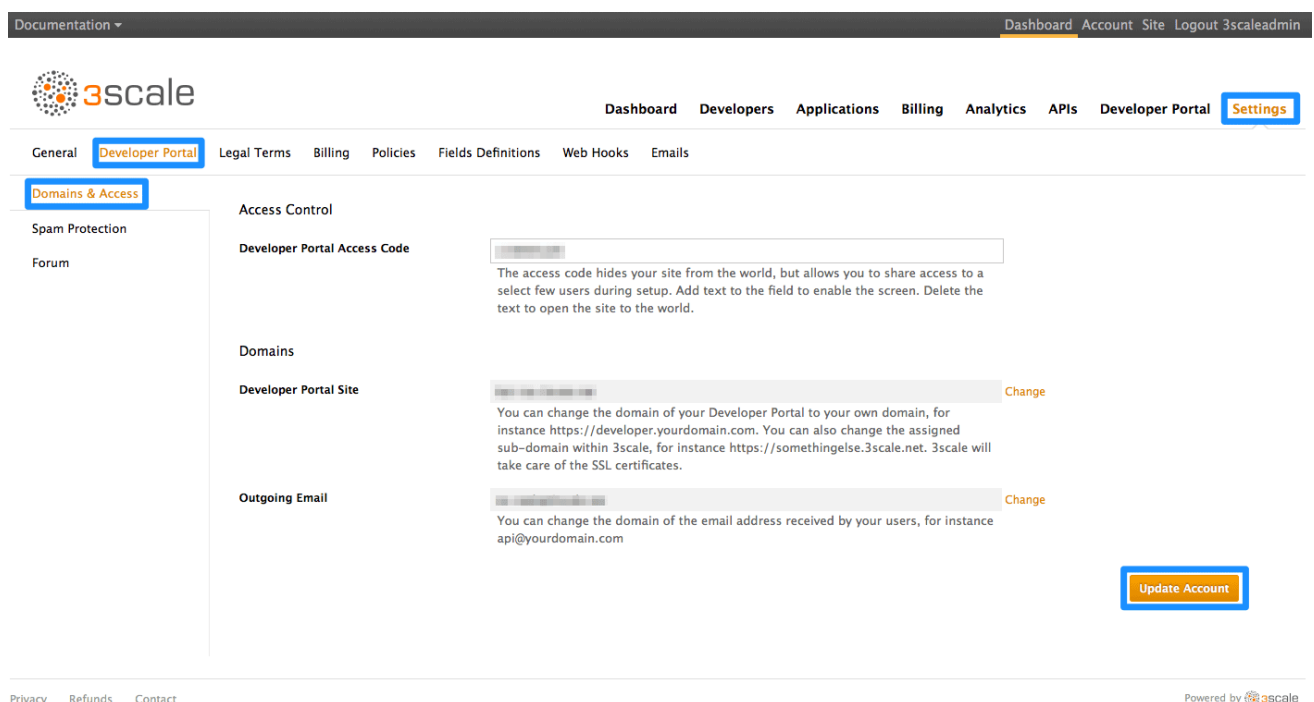 Documentation
Dashboard Account Site Logout 3scaleadmin
3scale
Dashboard Developers Applications Billing Analytics APIs Developer Portal Settings
General Developer Portal Legal Terms Billing Policies Fields Definitions Web Hooks Emails
Domains & Access
Spam Protection
Forum
Access Control
Developer Portal Access Code
The access code hides your site from the world, but allows you to share access to a
select few users during setup. Add text to the field to enable the screen. Delete the
text to open the site to the world.
Domains
Developer Portal Site
Change
You can change the domain of your Developer Portal to your own domain, for
instance https://developer.yourdomain.com. You can also change the assigned
sub-domain within 3scale, for instance https://somethingelse.3scale.net. 3scale will
take care of the SSL certificates.
Outgoing Email
Change
You can change the domain of the email address received by your users, for instance
api@yourdomain.com
Update Account
Privacy Refunds Contact
Powered by 3scale